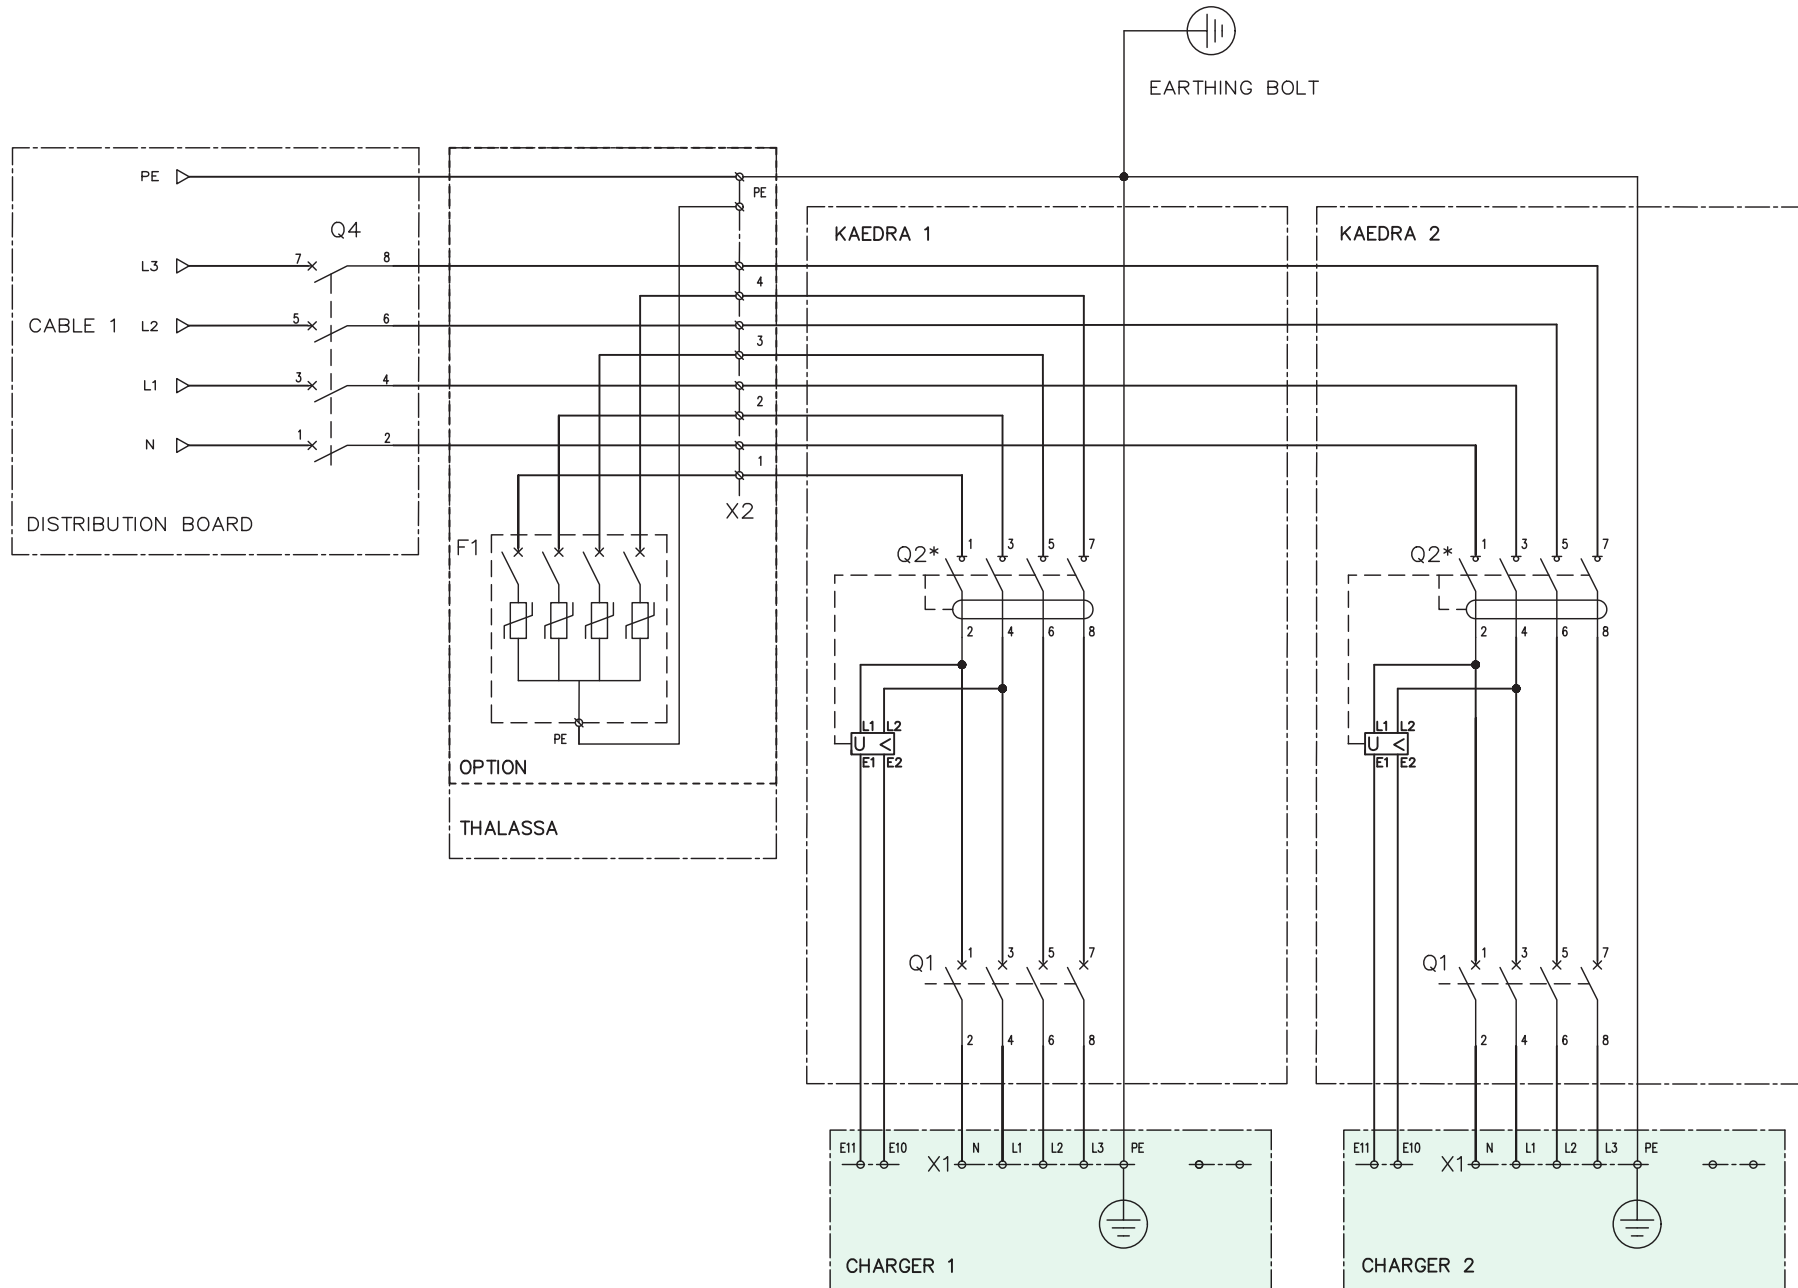 EARTHING BOLT
PE
PE
Q4
KAEDRA 1
KAEDRA 2
L3 7 8
4
CABLE 1 L2 5 6
3
L1 3 4
2
N 1 2
1
X2
DISTRIBUTION BOARD
F1
Q2* 1 3 5 7
Q2* 1 3 5 7
2 4 6 8
2 4 6 8
PE
L1 L2
U <
E1 E2
L1 L2
U <
E1 E2
OPTION
THALASSA
Q1 1 3 5 7
Q1 1 3 5 7
2 4 6 8
2 4 6 8
E11 E10 N L1 L2 L3 PE
X1
E11 E10 N L1 L2 L3 PE
X1
CHARGER 1
CHARGER 2